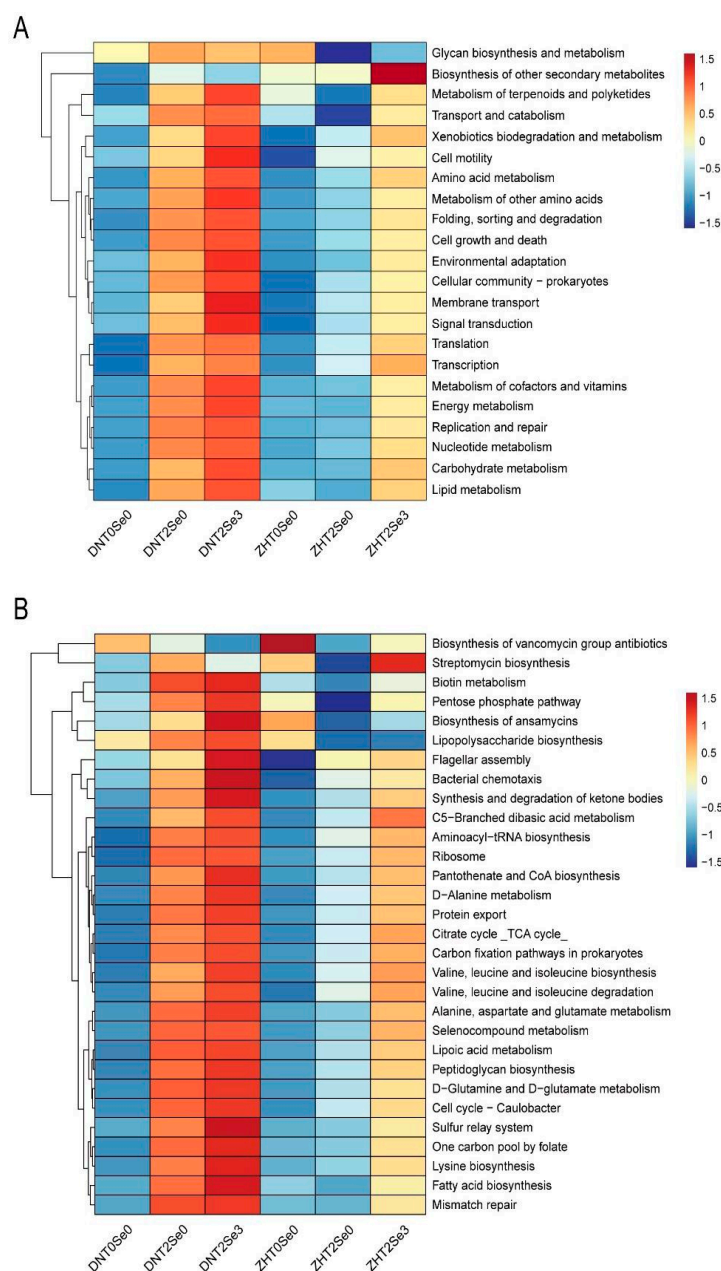 A
Glycan biosynthesis and metabolism
Biosynthesis of other secondary metabolites
Metabolism of terpenoids and polyketides
Transport and catabolism
Xenobiotics biodegradation and metabolism
Cell motility
Amino acid metabolism
Metabolism of other amino acids
Folding, sorting and degradation
Cell growth and death
Environmental adaptation
Cellular community − prokaryotes
Membrane transport
Signal transduction
Translation
Transcription
Metabolism of cofactors and vitamins
Energy metabolism
Replication and repair
Nucleotide metabolism
Carbohydrate metabolism
Lipid metabolism
1.5
1
0.5
0
−0.5
−1
−1.5
DNT0Se0
DNT2Se0
DNT2Se3
ZHT0Se0
ZHT2Se0
ZHT2Se3
B
Biosynthesis of vancomycin group antibiotics
Streptomycin biosynthesis
Biotin metabolism
Pentose phosphate pathway
Biosynthesis of ansamycins
Lipopolysaccharide biosynthesis
Flagellar assembly
Bacterial chemotaxis
Synthesis and degradation of ketone bodies
C5−Branched dibasic acid metabolism
Aminoacyl−tRNA biosynthesis
Ribosome
Pantothenate and CoA biosynthesis
D−Alanine metabolism
Protein export
Citrate cycle _TCA cycle_
Carbon fixation pathways in prokaryotes
Valine, leucine and isoleucine biosynthesis
Valine, leucine and isoleucine degradation
Alanine, aspartate and glutamate metabolism
Selenocompound metabolism
Lipoic acid metabolism
Peptidoglycan biosynthesis
D−Glutamine and D−glutamate metabolism
Cell cycle − Caulobacter
Sulfur relay system
One carbon pool by folate
Lysine biosynthesis
Fatty acid biosynthesis
Mismatch repair
1.5
1
0.5
0
−0.5
−1
−1.5
DNT0Se0
DNT2Se0
DNT2Se3
ZHT0Se0
ZHT2Se0
ZHT2Se3